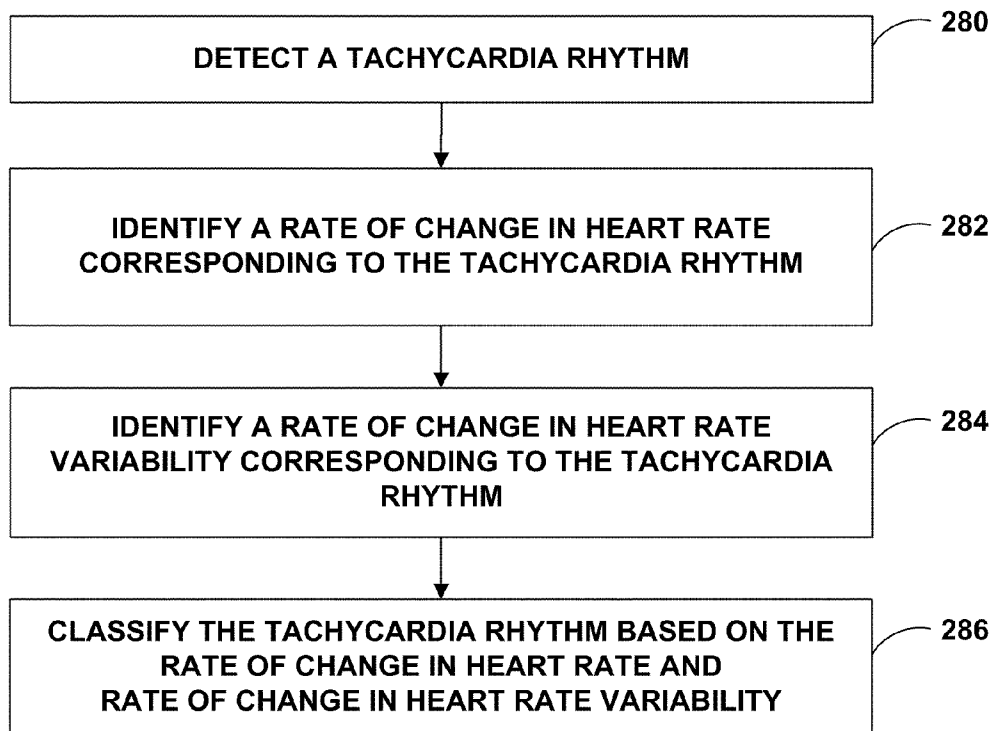 DETECT A TACHYCARDIA RHYTHM
280
IDENTIFY A RATE OF CHANGE IN HEART RATE
CORRESPONDING TO THE TACHYCARDIA RHYTHM
282
IDENTIFY A RATE OF CHANGE IN HEART RATE
VARIABILITY CORRESPONDING TO THE TACHYCARDIA
RHYTHM
284
CLASSIFY THE TACHYCARDIA RHYTHM BASED ON THE
RATE OF CHANGE IN HEART RATE AND
RATE OF CHANGE IN HEART RATE VARIABILITY
286